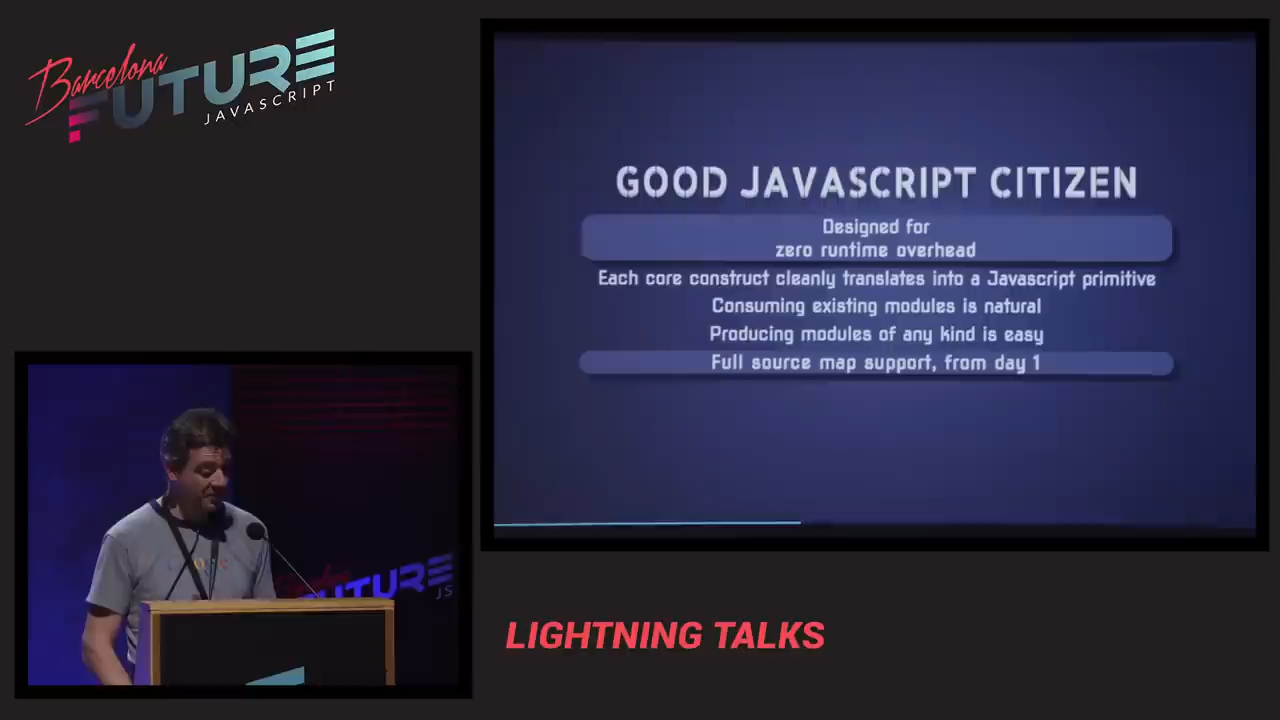 Barcelona
FUTURE
JAVASCRIPT
GOOD JAVASCRIPT CITIZEN
Designed for
zero runtime overhead
Each core construct cleanly translates into a Javascript primitive
Consuming existing modules is natural
Producing modules of any kind is easy
Full source map support, from day 1
FUTURE
JS
LIGHTNING TALKS